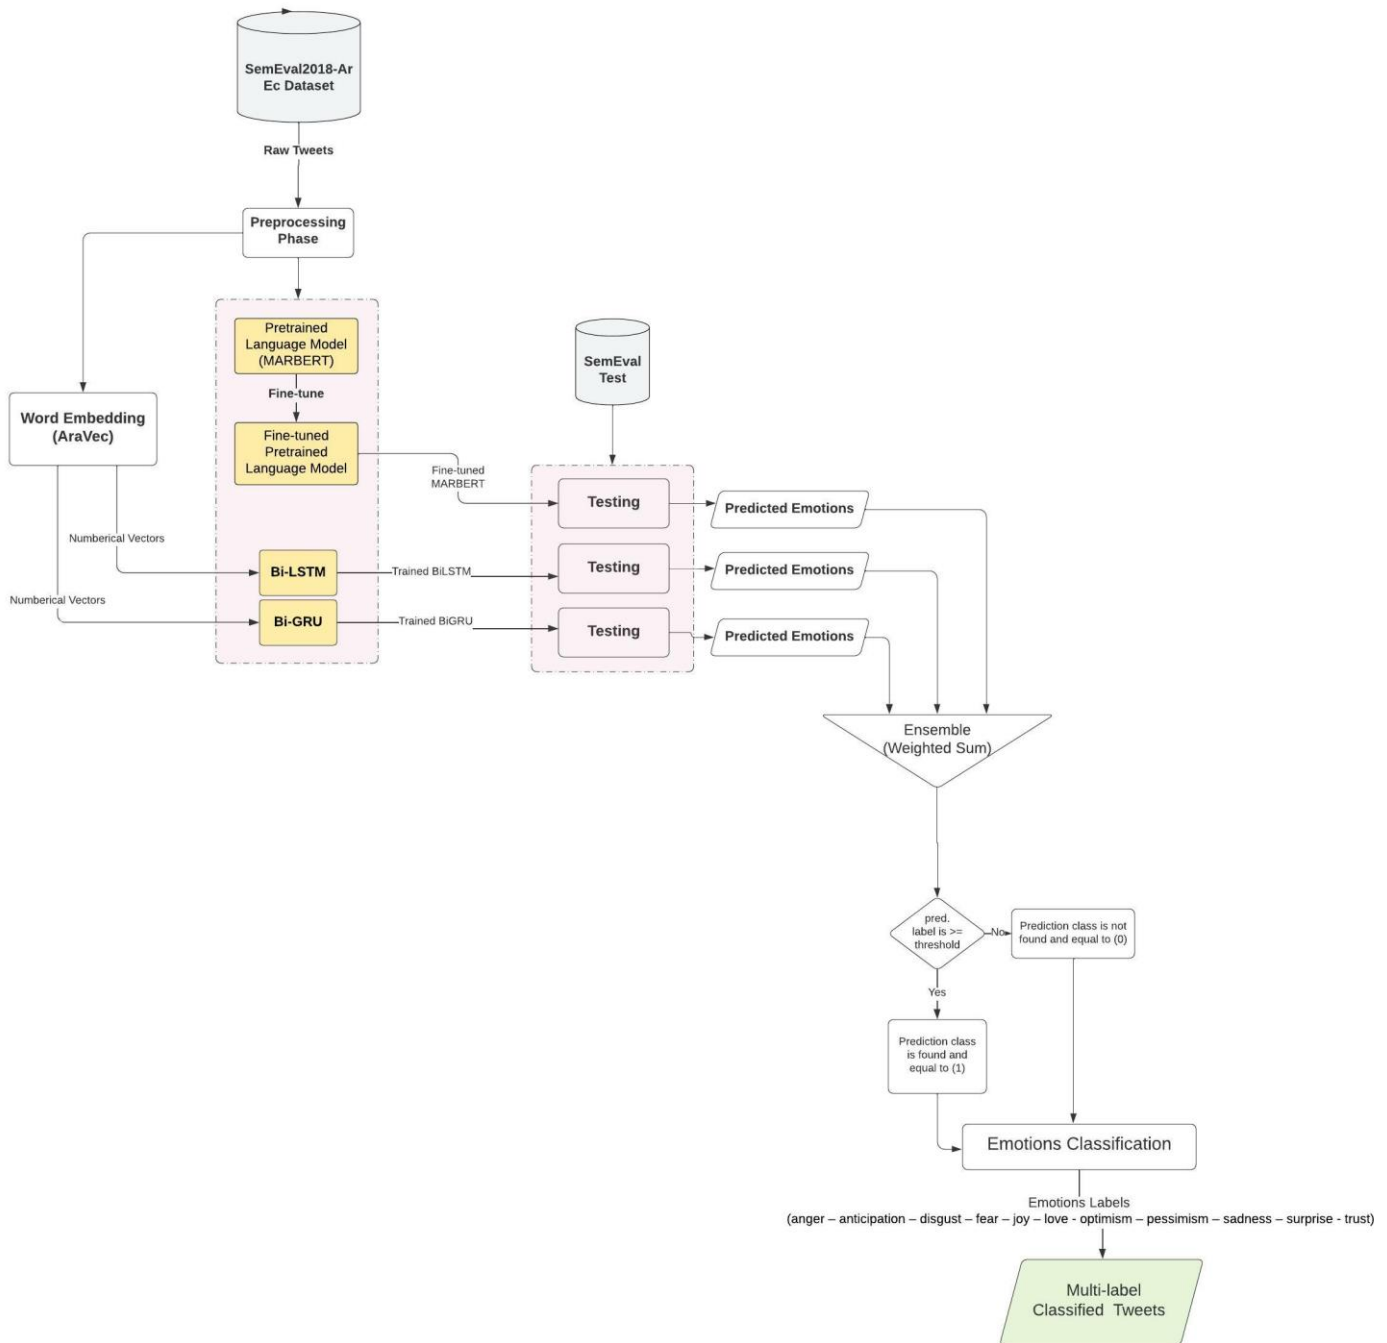 SemEval2018-Ar
Ec Dataset
Raw Tweets
Preprocessing
Phase
Pretrained
Language Model
(MARBERT)
Fine-tune
Fine-tuned
Pretrained
Language Model
Word Embedding
(AraVec)
Numberical Vectors
Numberical Vectors
Bi-LSTM
Bi-GRU
Fine-tuned
MARBERT
Trained BiLSTM
Trained BiGRU
SemEval
Test
Testing
Testing
Testing
Predicted Emotions
Predicted Emotions
Predicted Emotions
Ensemble
(Weighted Sum)
pred.
label is >=
threshold
No
Prediction class is not
found and equal to (0)
Yes
Prediction class
is found and
equal to (1)
Emotions Classification
Emotions Labels
(anger – anticipation – disgust – fear – joy – love - optimism – pessimism – sadness – surprise - trust)
Multi-label
Classified Tweets